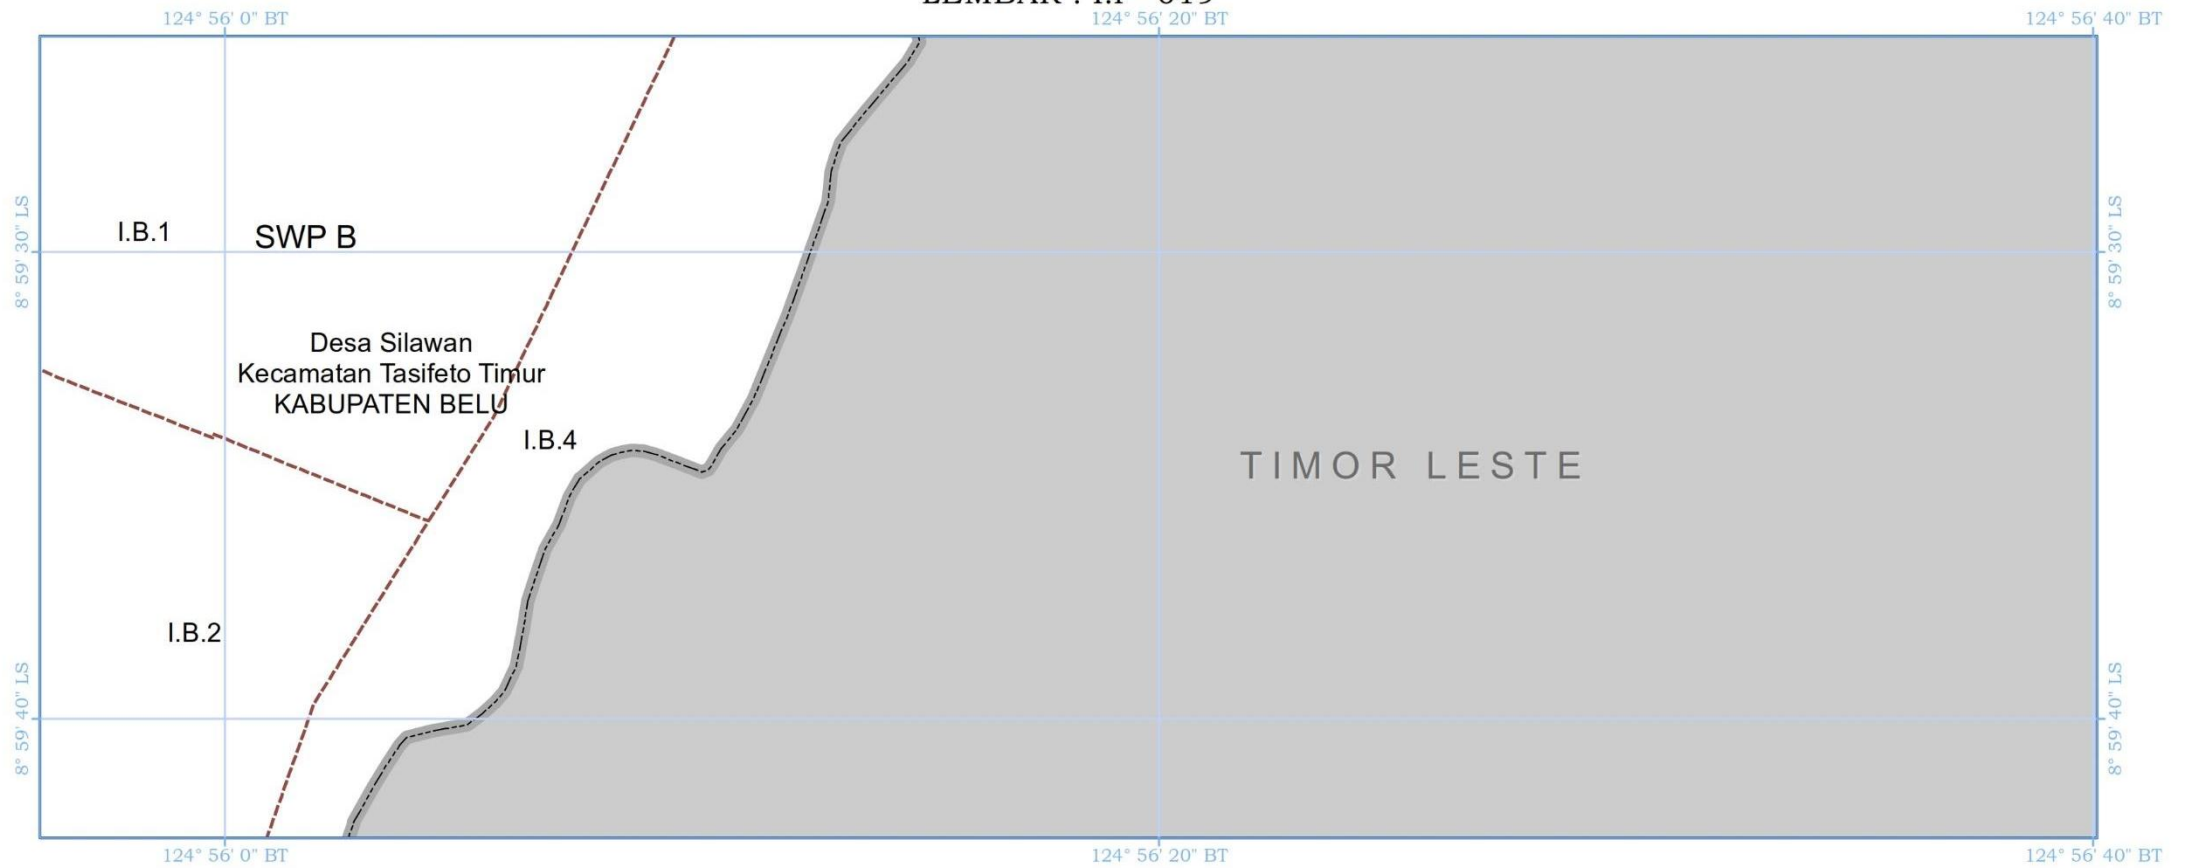 124° 56' 0" BT
124° 56' 20" BT
124° 56' 40" BT
8° 59' 30" LS
8° 59' 30" LS
I.B.1
SWP B
Desa Silawan
Kecamatan Tasifeto Timur
KABUPATEN BELU
I.B.4
TIMOR LESTE
I.B.2
8° 59' 40" LS
8° 59' 40" LS
124° 56' 0" BT
124° 56' 20" BT
124° 56' 40" BT